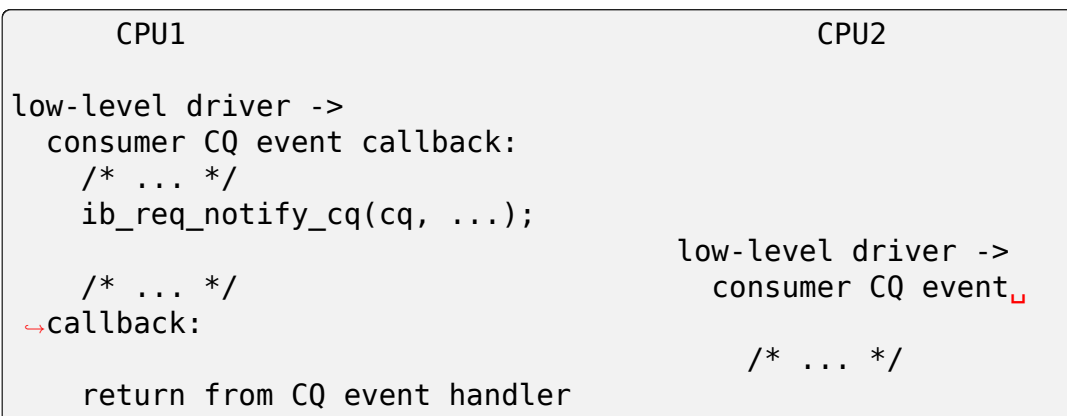 CPU1                                        CPU2

low-level driver ->
  consumer CQ event callback:
    /* ... */
    ib_req_notify_cq(cq, ...);
                                      low-level driver ->
    /* ... */                           consumer CQ event␣
↪callback:
                                          /* ... */
    return from CQ event handler